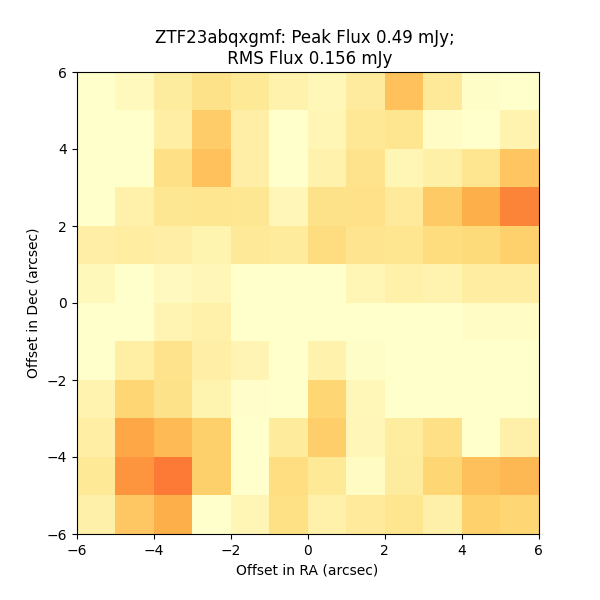 ZTF23abqxgmf: Peak Flux 0.49 mJy;
RMS Flux 0.156 mJy
6
4
2
0
−2
−4
−6
Offset in Dec (arcsec)
−6 −4 −2 0 2 4 6
Offset in RA (arcsec)